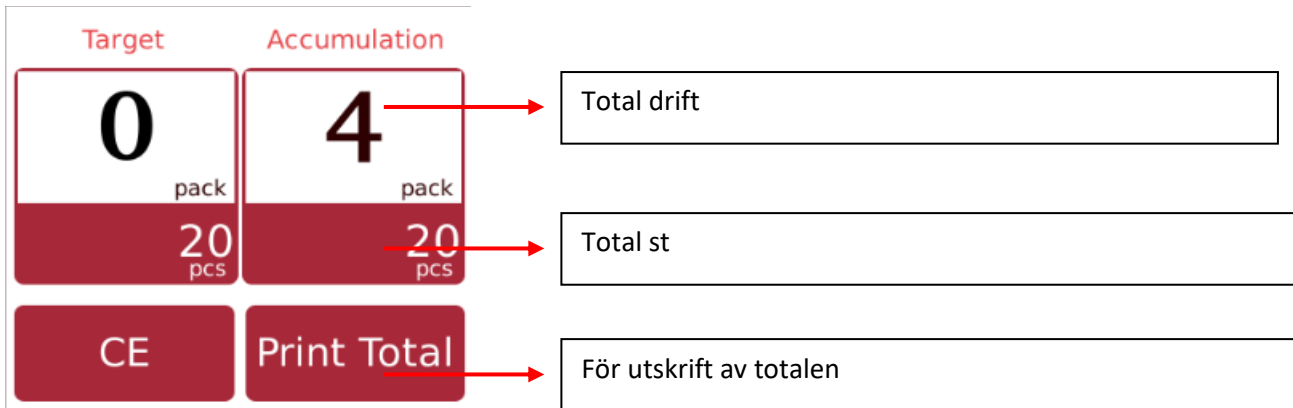 Target
Accumulation
0
pack
20
pcs
4
pack
20
pcs
Total drift
Total st
CE
Print Total
För utskrift av totalen